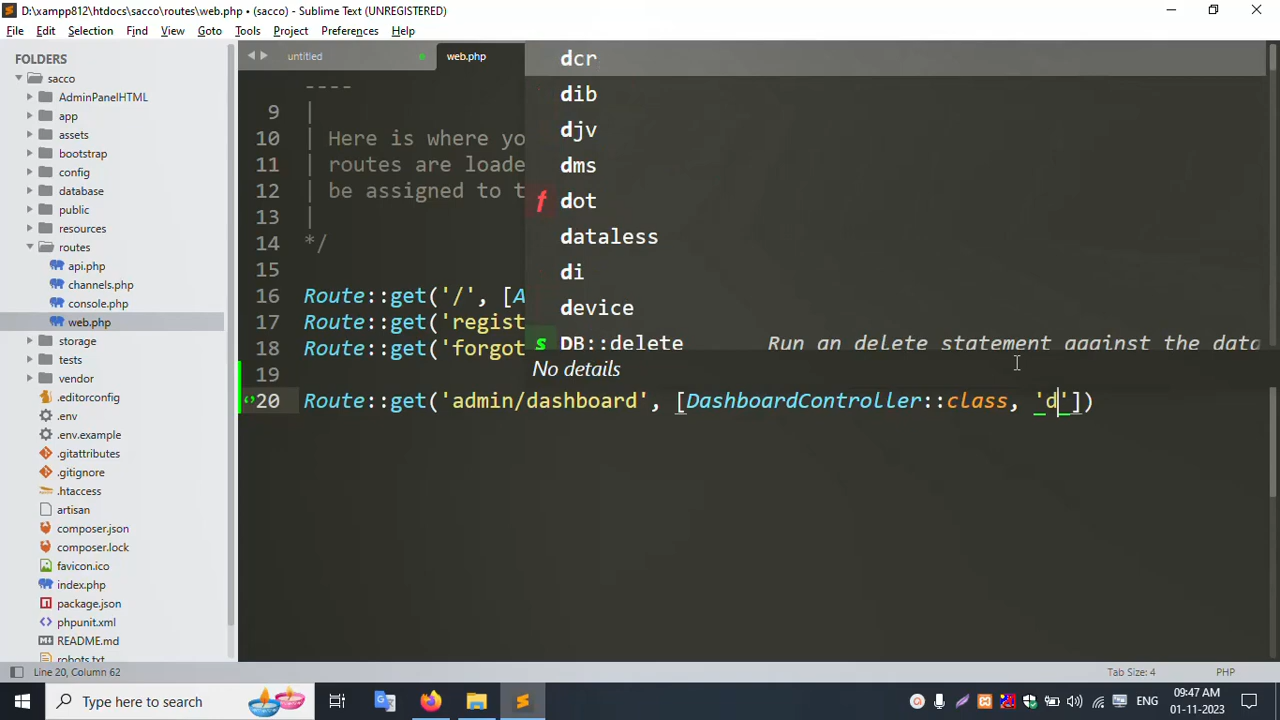 D:\xampp812\htdocs\sacco\routes\web.php • (sacco) - Sublime Text (UNREGISTERED)
File Edit Selection Find View Goto Tools Project Preferences Help
FOLDERS
sacco
AdminPanelHTML
app
assets
bootstrap
config
database
public
resources
routes
api.php
channels.php
console.php
web.php
storage
tests
vendor
.editorconfig
.env
.env.example
.gitattributes
.gitignore
.htaccess
artisan
composer.json
composer.lock
favicon.ico
index.php
package.json
phpunit.xml
README.md
robots.txt
untitled
web.php
----
9 |
10 | Here is where yo
11 | routes are loade
12 | be assigned to t
13 |
14 */
15
16 Route::get('/', [A
17 Route::get('regist
18 Route::get('forgot
19
20 Route::get('admin/dashboard', [DashboardController::class, 'd'])
dcr
dib
djv
dms
f dot
dataless
di
device
s DB::delete Run an delete statement against the data
No details
Line 20, Column 62
Tab Size: 4
PHP
Type here to search
ENG
09:47 AM
01-11-2023